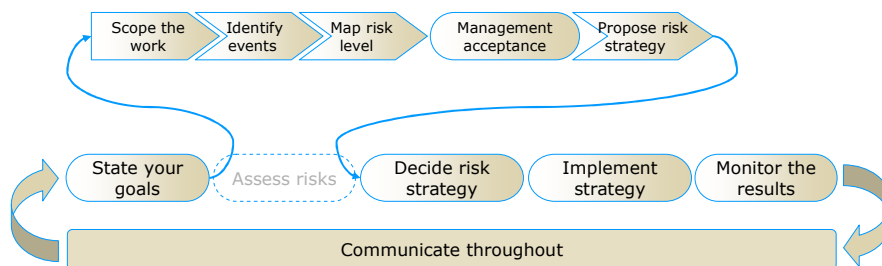 Scope the
work
Identify
events
Map risk
level
Management
acceptance
Propose risk
strategy
State your
goals
Assess risks
Decide risk
strategy
Implement
strategy
Monitor the
results
Communicate throughout